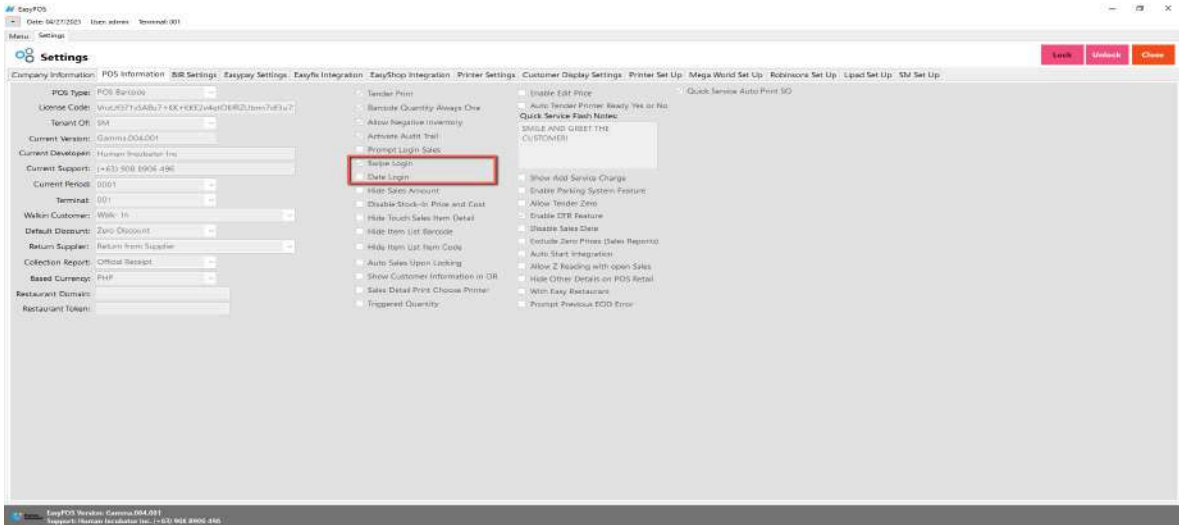 EasyPOS
Date: 04/27/2023 User: admin Terminal: 001
Menu Settings
Settings
Lock Unlock Close
Company Information POS Information BIR Settings Easypay Settings Easyfis Integration EasyShop Integration Printer Settings Customer Display Settings Printer Set Up Mega World Set Up Robinsons Set Up Lipad Set Up SM Set Up
POS Type: POS Barcode
License Code:
Tenant Of: SM
Current Version: Gamma.004.001
Current Developer: Human Incubator Inc
Current Support: (+63) 908 8906 496
Current Period: 0001
Terminal: 001
Walkin Customer: Walk- In
Default Discount: Zero Discount
Return Supplier: Return from Supplier
Collection Report: Official Receipt
Based Currency: PHP
Restaurant Domain:
Restaurant Token:
Tender Print
Barcode Quantity Always One
Allow Negative Inventory
Activate Audit Trail
Prompt Login Sales
Swipe Login
Date Login
Hide Sales Amount
Disable Stock-In Price and Cost
Hide Touch Sales Item Detail
Hide Item List Barcode
Hide Item List Item Code
Auto Sales Upon Locking
Show Customer Information in OR
Sales Detail Print Choose Printer
Triggered Quantity
Enable Edit Price
Auto Tender Printer Ready Yes or No
Quick Service Flash Notes:
SMILE AND GREET THE
CUSTOMER!
Show Add Service Charge
Enable Parking System Feature
Allow Tender Zero
Enable DTR Feature
Disable Sales Date
Exclude Zero Prices (Sales Reports)
Auto Start Integration
Allow Z Reading with open Sales
Hide Other Details on POS Retail
With Easy Restaurant
Prompt Previous EOD Error
Quick Service Auto Print SO
EasyPOS Version: Gamma.004.001
Support: Human Incubator Inc. (+63) 908 8906 496